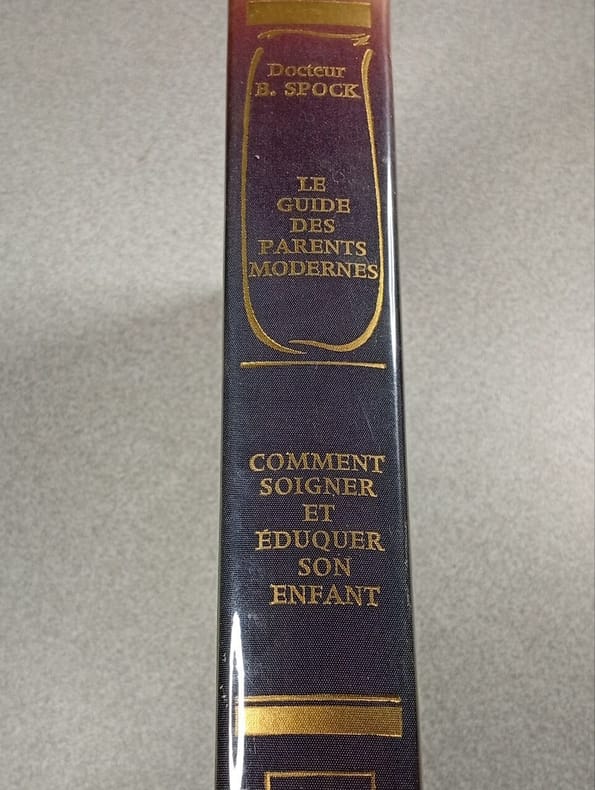 Docteur
B. SPOCK
LE
GUIDE
DES
PARENTS
MODERNES
COMMENT
SOIGNER
ET
ÉDUQUER
SON
ENFANT